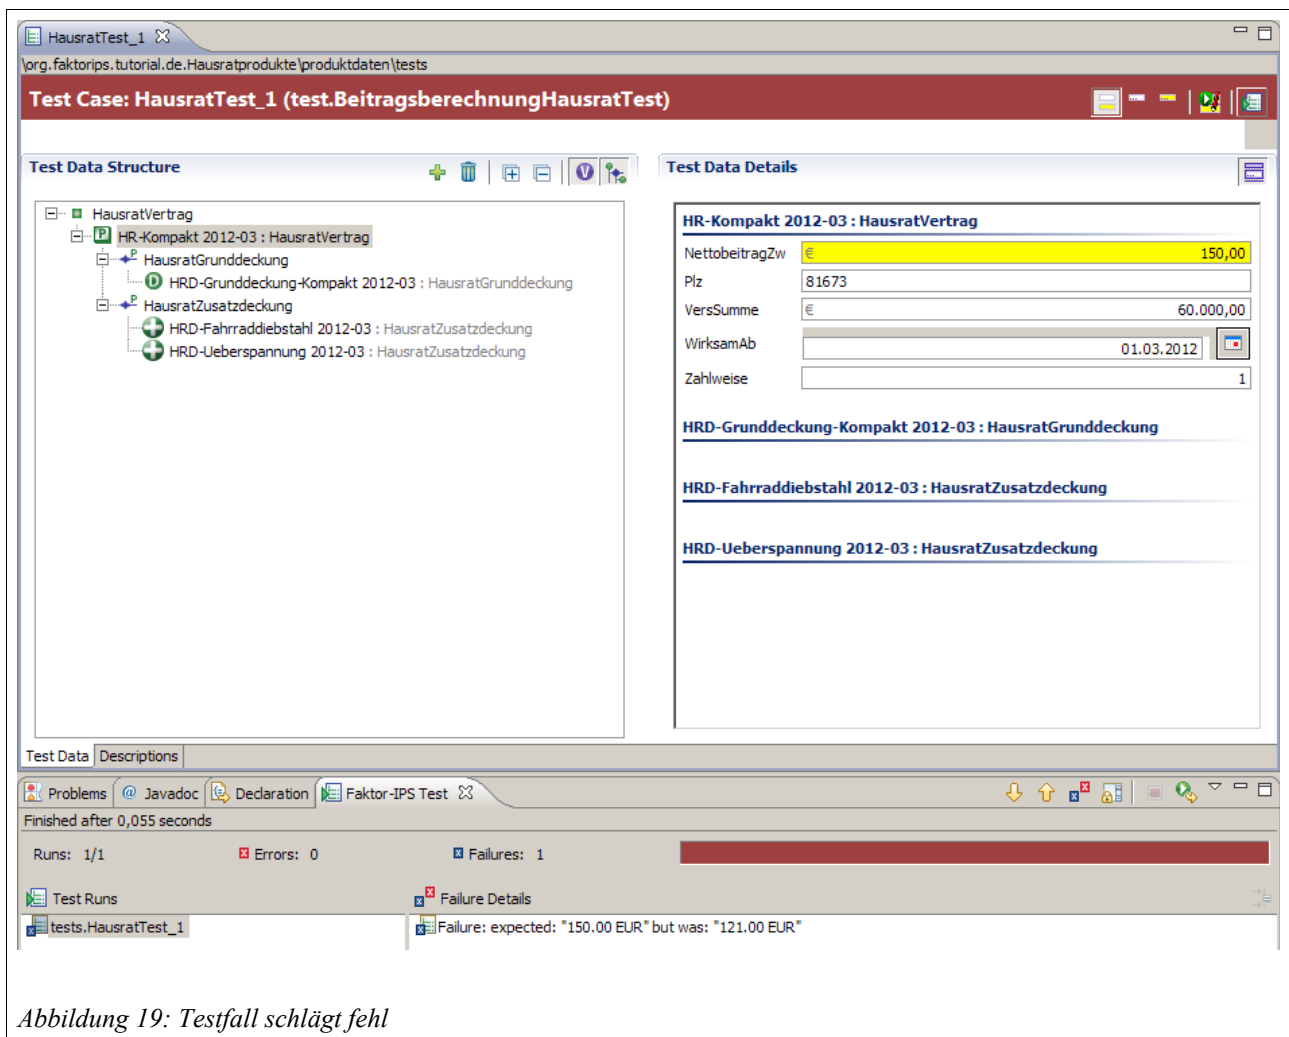 HausratTest_1
\org.faktorips.tutorial.de.Hausratprodukte\produktdaten\tests
Test Case: HausratTest_1 (test.BeitragsberechnungHausratTest)
Test Data Structure
HausratVertrag
HR-Kompakt 2012-03 : HausratVertrag
HausratGrunddeckung
HRD-Grunddeckung-Kompakt 2012-03 : HausratGrunddeckung
HausratZusatzdeckung
HRD-Fahrraddiebstahl 2012-03 : HausratZusatzdeckung
HRD-Ueberspannung 2012-03 : HausratZusatzdeckung
Test Data Details
HR-Kompakt 2012-03 : HausratVertrag
NettobeitragZw € 150,00
Plz 81673
VersSumme € 60.000,00
WirksamAb 01.03.2012
Zahlweise 1
HRD-Grunddeckung-Kompakt 2012-03 : HausratGrunddeckung
HRD-Fahrraddiebstahl 2012-03 : HausratZusatzdeckung
HRD-Ueberspannung 2012-03 : HausratZusatzdeckung
Test Data Descriptions
Problems @ Javadoc Declaration Faktor-IPS Test
Finished after 0,055 seconds
Runs: 1/1 Errors: 0 Failures: 1
Test Runs Failure Details
tests.HausratTest_1 Failure: expected: "150.00 EUR" but was: "121.00 EUR"
Abbildung 19: Testfall schlägt fehl